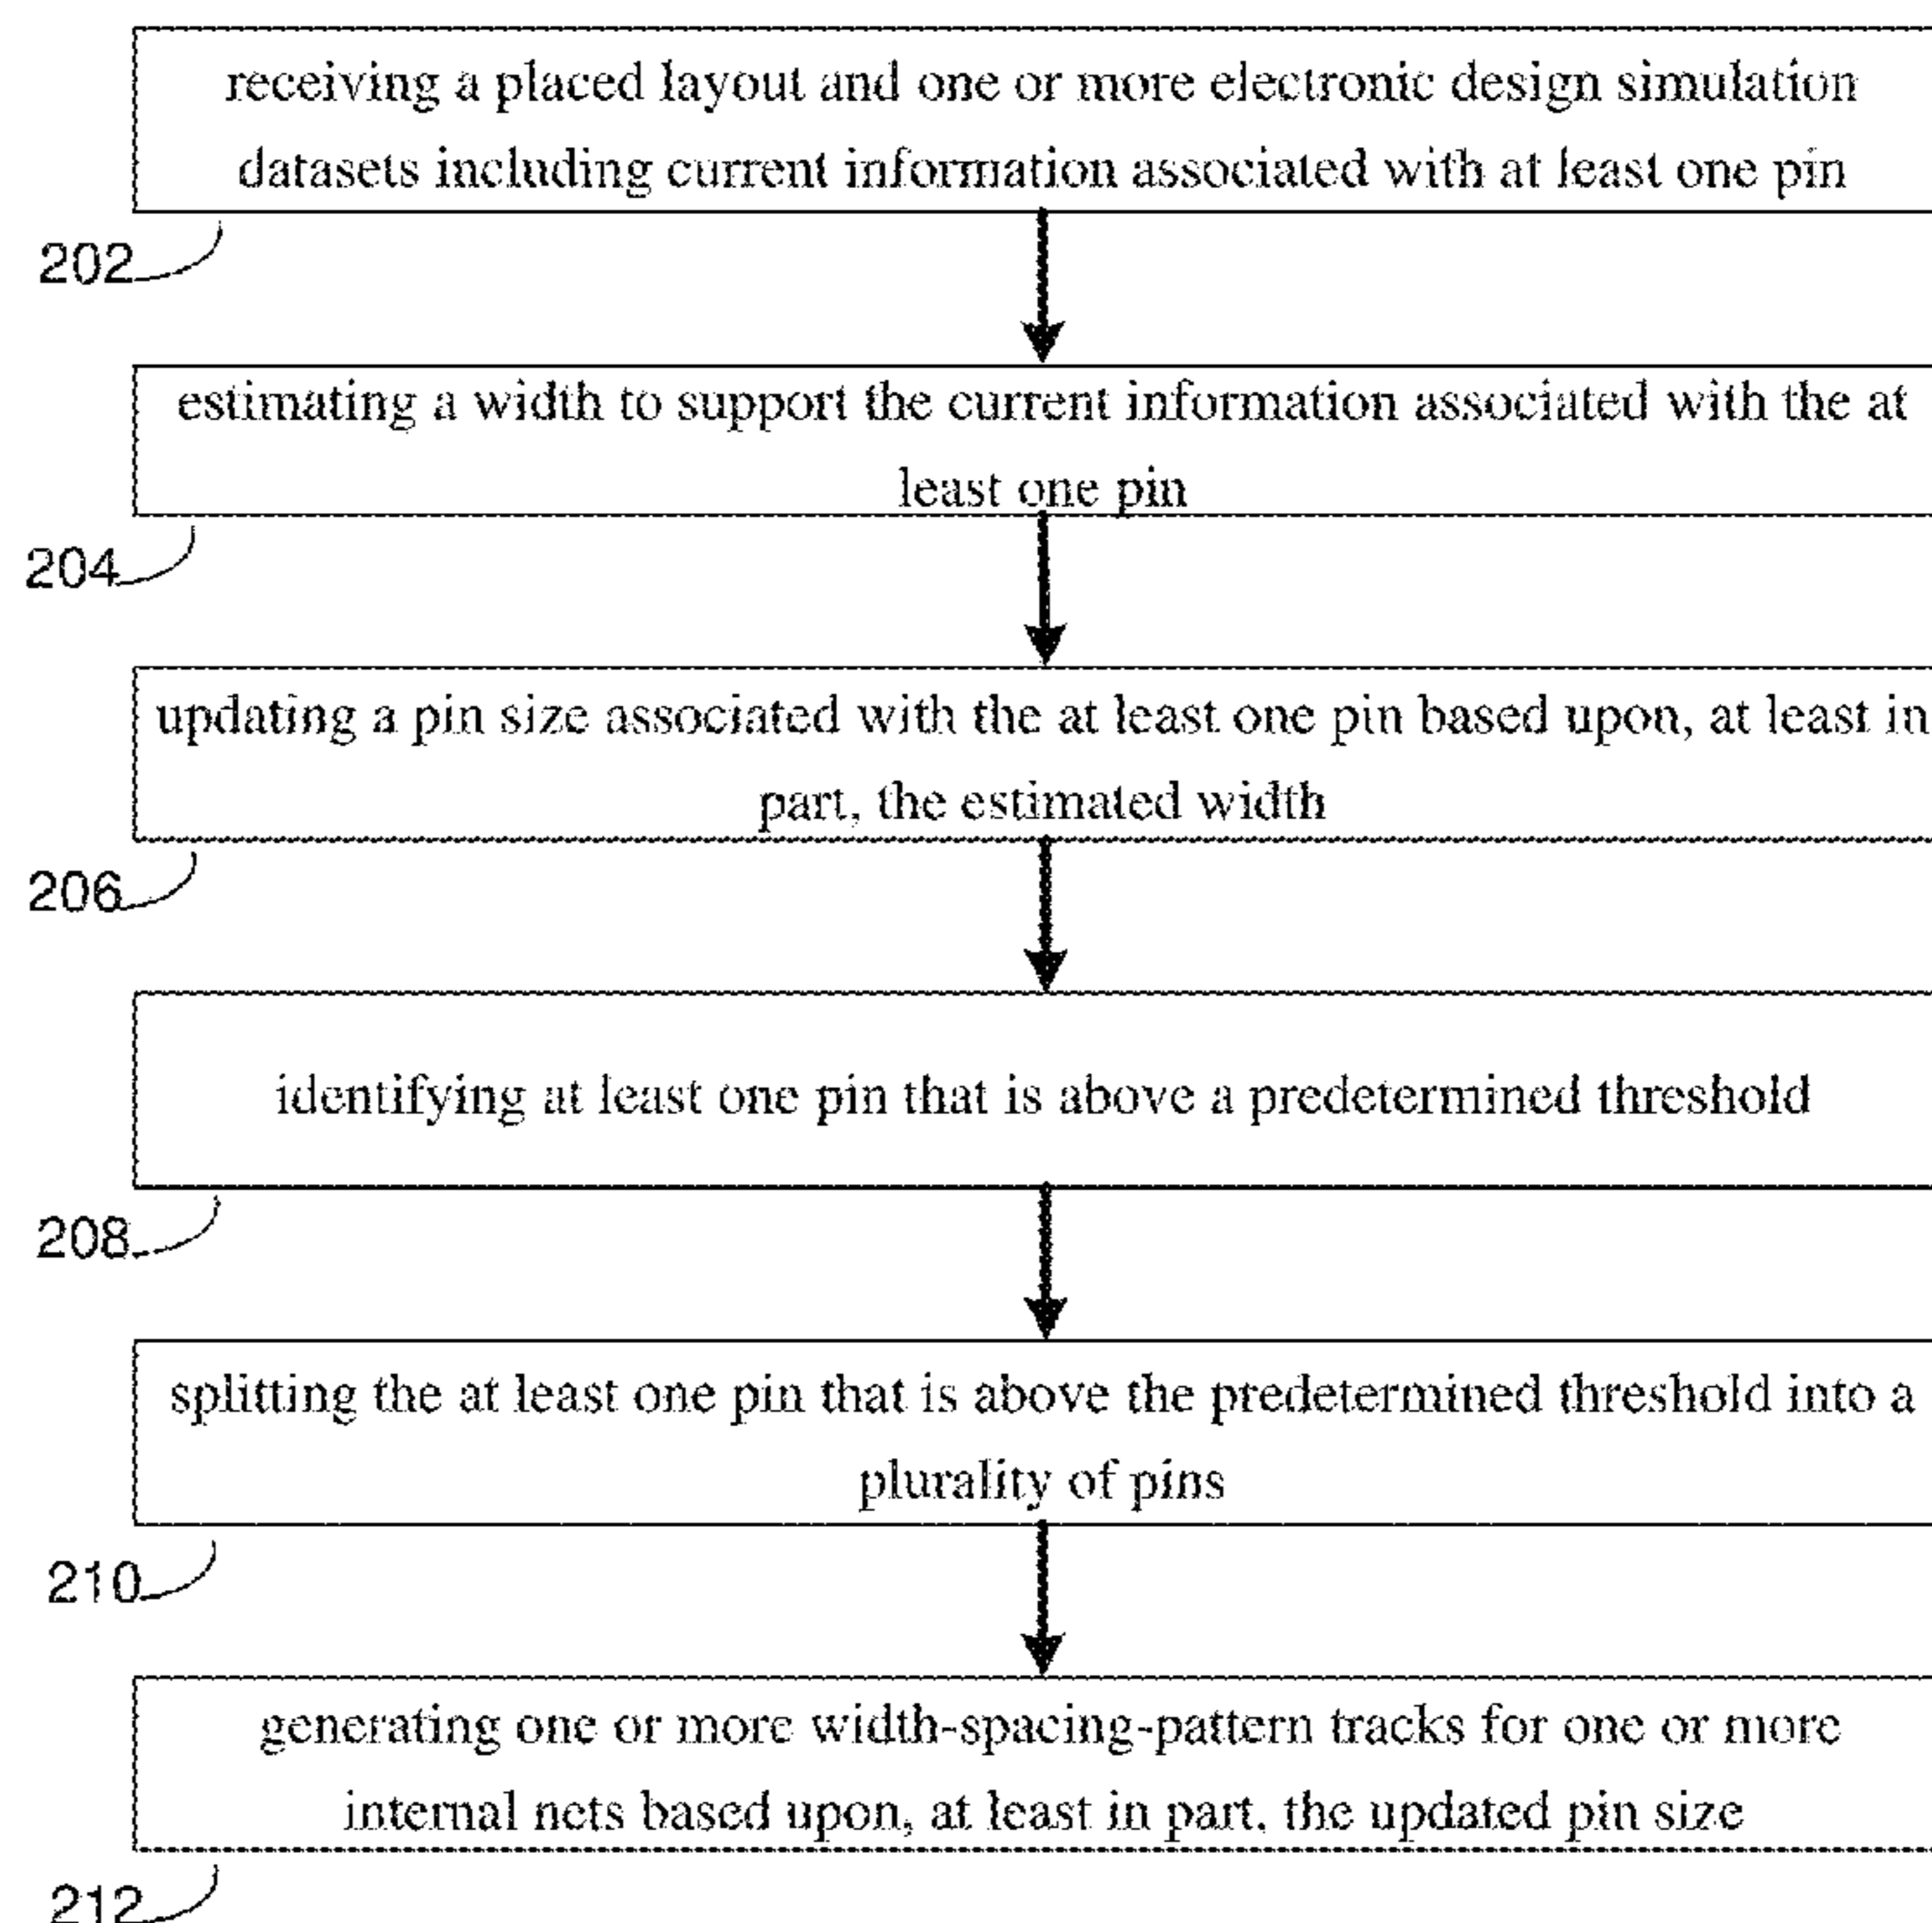 receiving a placed layout and one or more electronic design simulation
datasets including current information associated with at least one pin
202
estimating a width to support the current information associated with the at
least one pin
204
updating a pin size associated with the at least one pin based upon, at least in
part, the estimated width
206
identifying at least one pin that is above a predetermined threshold
208
splitting the at least one pin that is above the predetermined threshold into a
plurality of pins
210
generating one or more width-spacing-pattern tracks for one or more
internal nets based upon, at least in part, the updated pin size
212